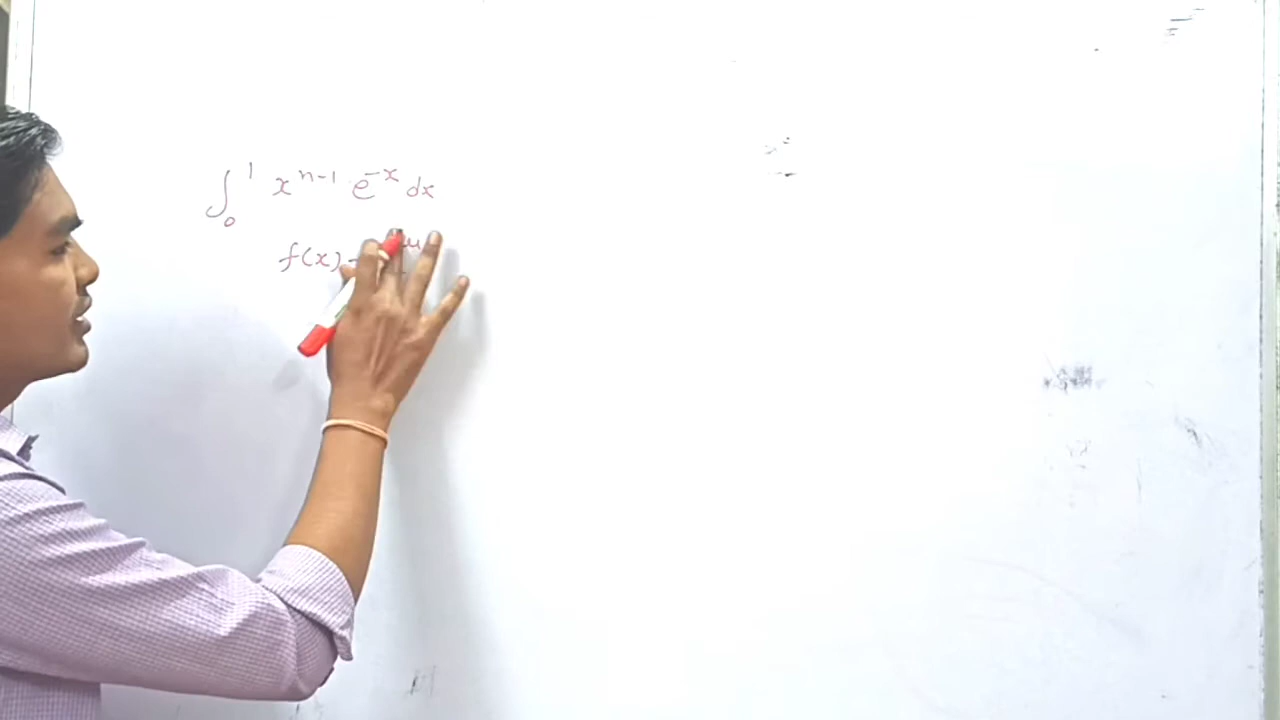 ∫₀¹ xⁿ⁻¹ e⁻ˣ dx
f(x)